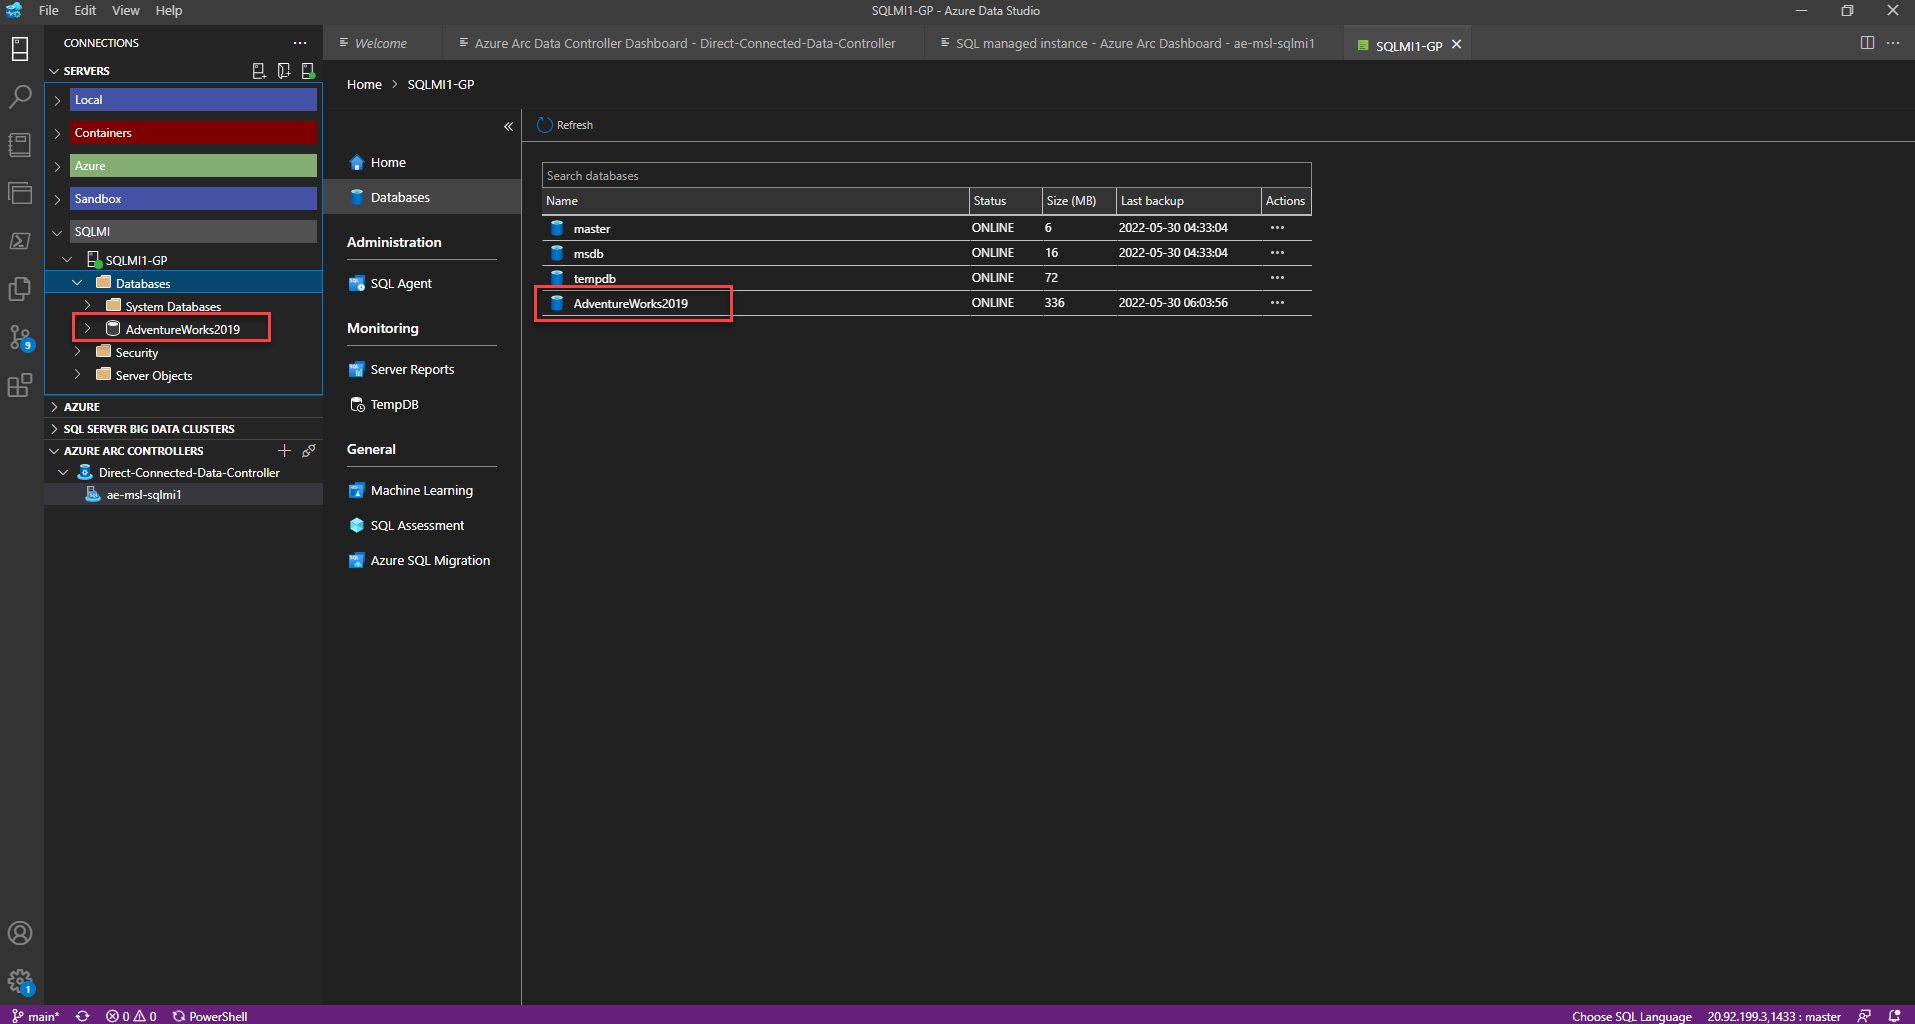 File Edit View Help
SQLMI1-GP - Azure Data Studio
CONNECTIONS
SERVERS
Local
Containers
Azure
Sandbox
SQLMI
SQLMI1-GP
Databases
System Databases
AdventureWorks2019
Security
Server Objects
AZURE
SQL SERVER BIG DATA CLUSTERS
AZURE ARC CONTROLLERS
Direct-Connected-Data-Controller
ae-msl-sqlmi1
9
1
Welcome
Azure Arc Data Controller Dashboard - Direct-Connected-Data-Controller
SQL managed instance - Azure Arc Dashboard - ae-msl-sqlmi1
SQLMI1-GP
Home > SQLMI1-GP
Home
Databases
Administration
SQL Agent
Monitoring
Server Reports
TempDB
General
Machine Learning
SQL Assessment
Azure SQL Migration
Refresh
Search databases
Name Status Size (MB) Last backup Actions
master ONLINE 6 2022-05-30 04:33:04
msdb ONLINE 16 2022-05-30 04:33:04
tempdb ONLINE 72
AdventureWorks2019 ONLINE 336 2022-05-30 06:03:56
main* 0 0 PowerShell
Choose SQL Language 20.92.199.3,1433 : master